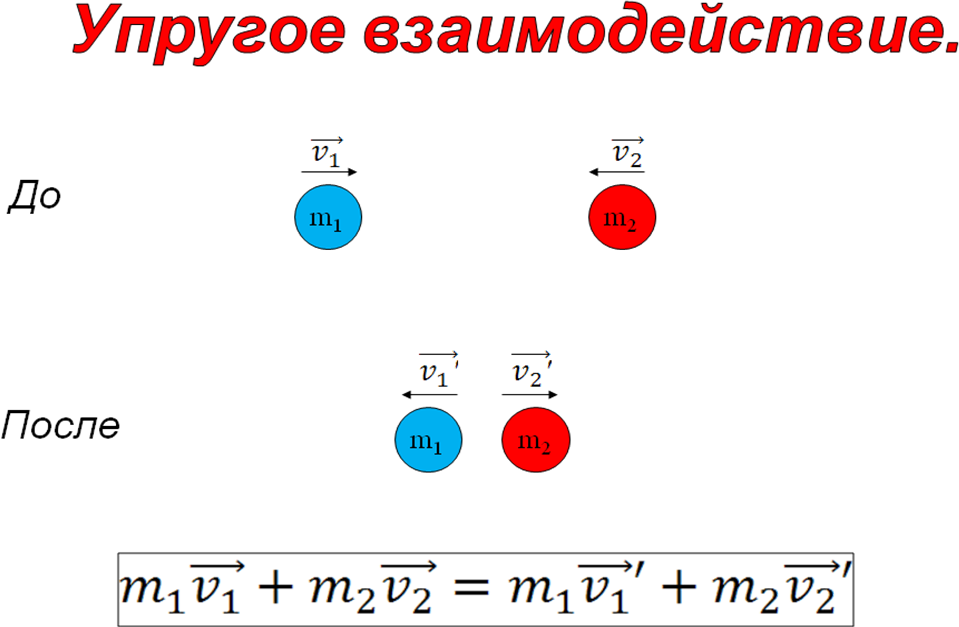 Упругое взаимодействие.
До
v₁⃗ v₂⃗
m₁ m₂
v₁⃗′ v₂⃗′
После
m₁ m₂
m₁v₁⃗ + m₂v₂⃗ = m₁v₁⃗′ + m₂v₂⃗′